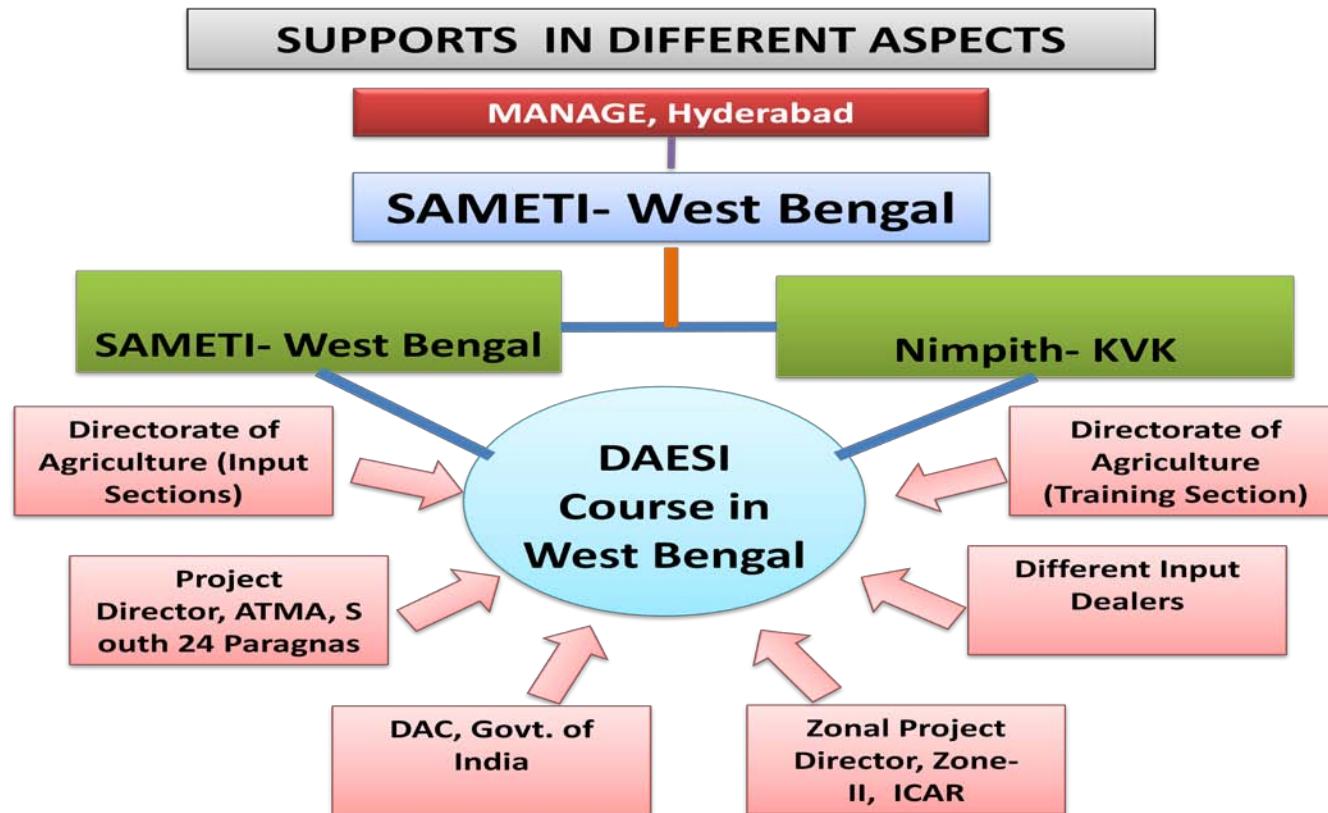 SUPPORTS IN DIFFERENT ASPECTS
MANAGE, Hyderabad
SAMETI- West Bengal
SAMETI- West Bengal
Nimpith- KVK
Directorate of
Agriculture (Input
Sections)
DAESI
Course in
West Bengal
Directorate of
Agriculture
(Training Section)
Project
Director, ATMA, S
outh 24 Paragnas
Different Input
Dealers
DAC, Govt. of
India
Zonal Project
Director, Zone-
II, ICAR